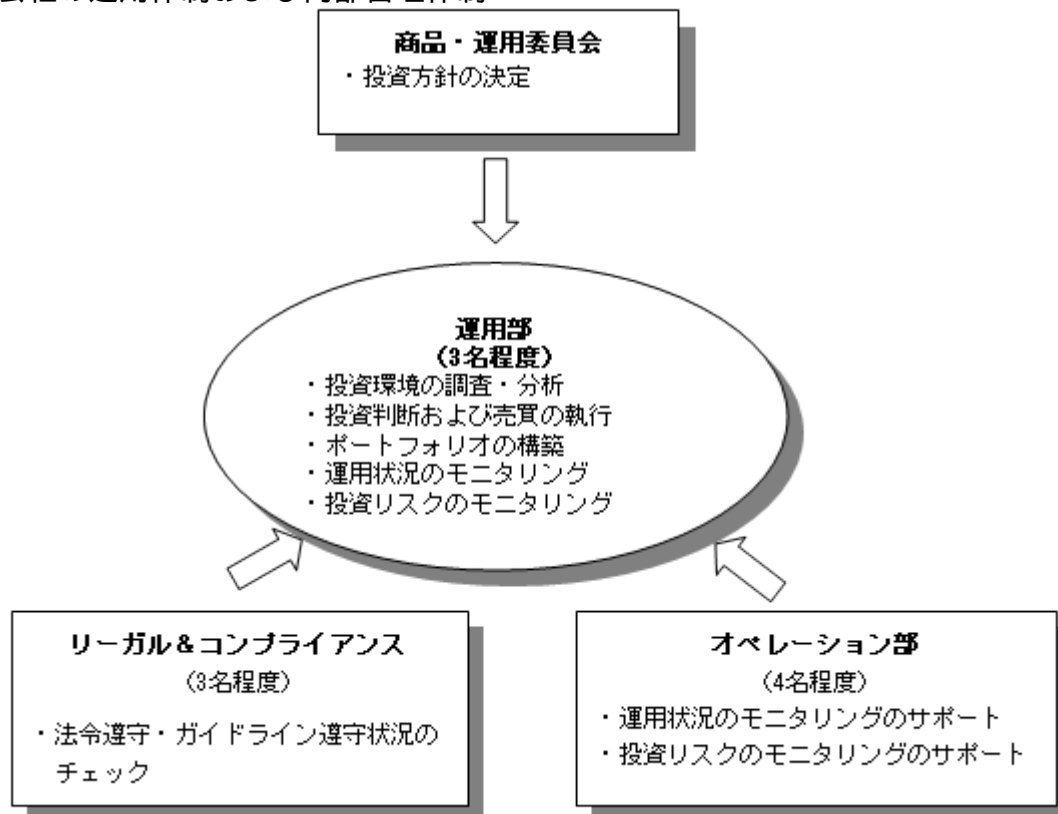 商品・運用委員会
・投資方針の決定
運用部
(3名程度)
・投資環境の調査・分析
・投資判断および売買の執行
・ポートフォリオの構築
・運用状況のモニタリング
・投資リスクのモニタリング
リーガル＆コンプライアンス
(3名程度)
・法令遵守・ガイドライン遵守状況の
チェック
オペレーション部
(4名程度)
・運用状況のモニタリングのサポート
・投資リスクのモニタリングのサポート